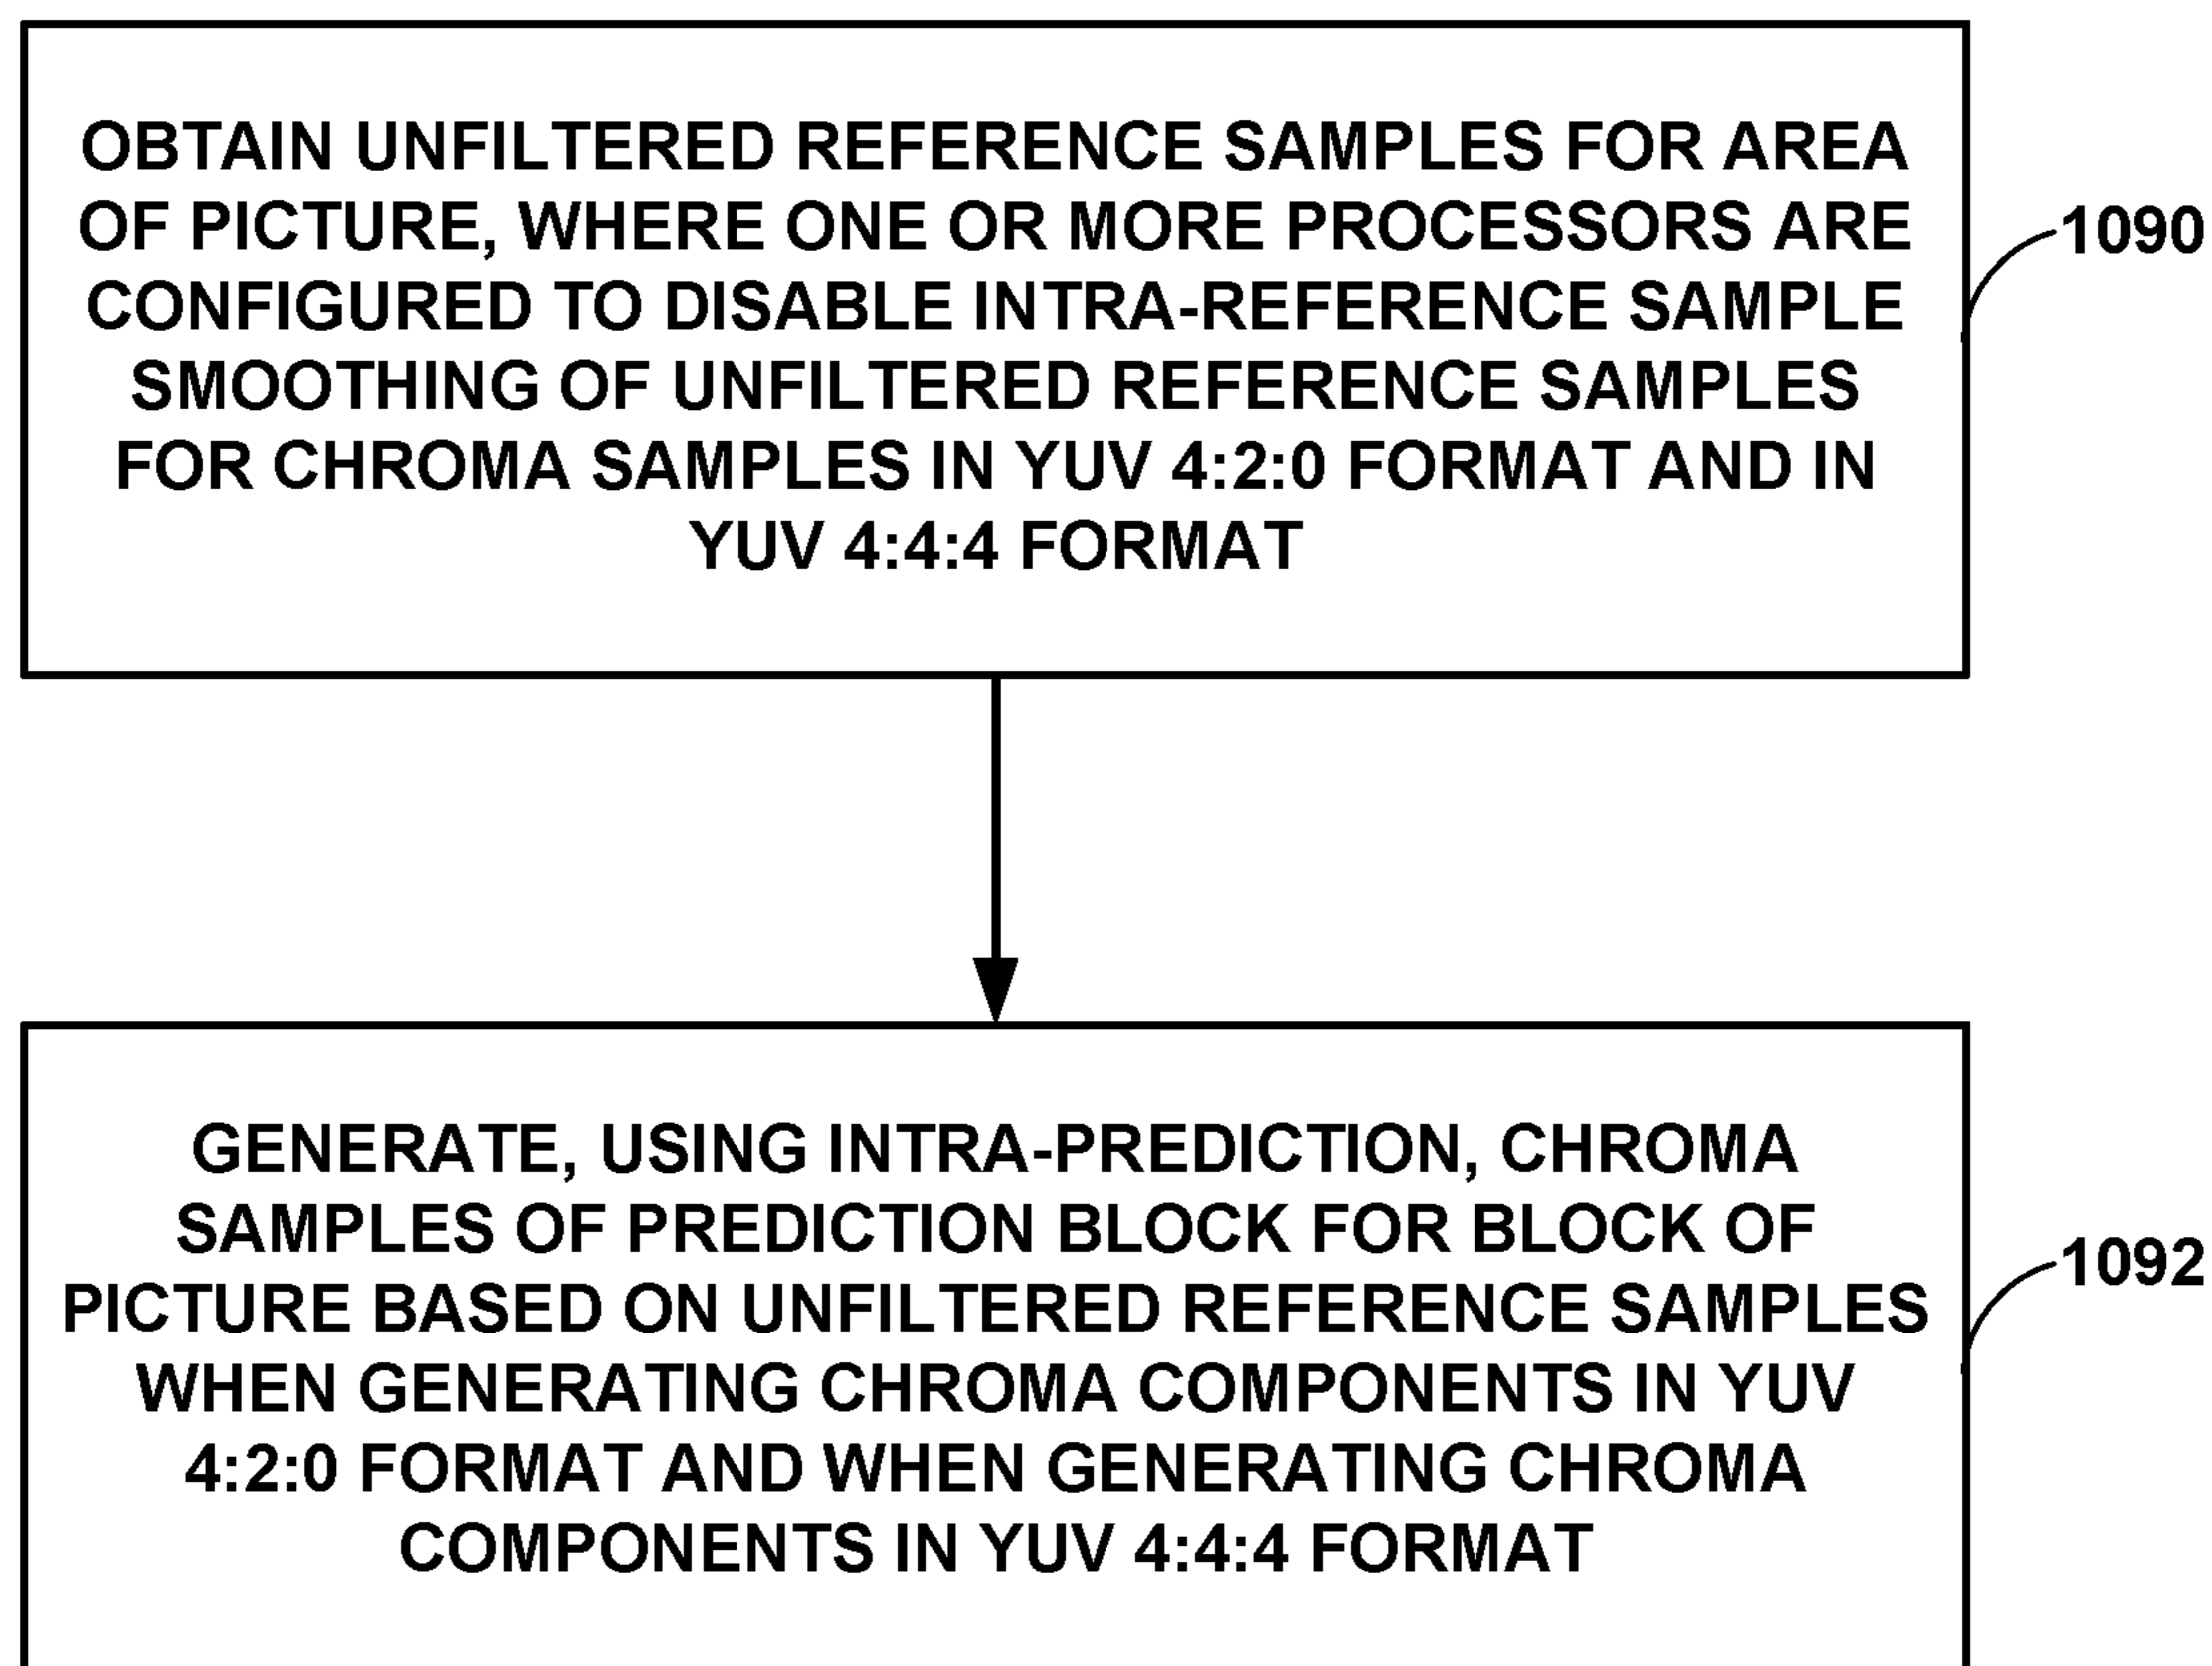 OBTAIN UNFILTERED REFERENCE SAMPLES FOR AREA
OF PICTURE, WHERE ONE OR MORE PROCESSORS ARE
CONFIGURED TO DISABLE INTRA-REFERENCE SAMPLE
SMOOTHING OF UNFILTERED REFERENCE SAMPLES
FOR CHROMA SAMPLES IN YUV 4:2:0 FORMAT AND IN
YUV 4:4:4 FORMAT
1090
GENERATE, USING INTRA-PREDICTION, CHROMA
SAMPLES OF PREDICTION BLOCK FOR BLOCK OF
PICTURE BASED ON UNFILTERED REFERENCE SAMPLES
WHEN GENERATING CHROMA COMPONENTS IN YUV
4:2:0 FORMAT AND WHEN GENERATING CHROMA
COMPONENTS IN YUV 4:4:4 FORMAT
1092